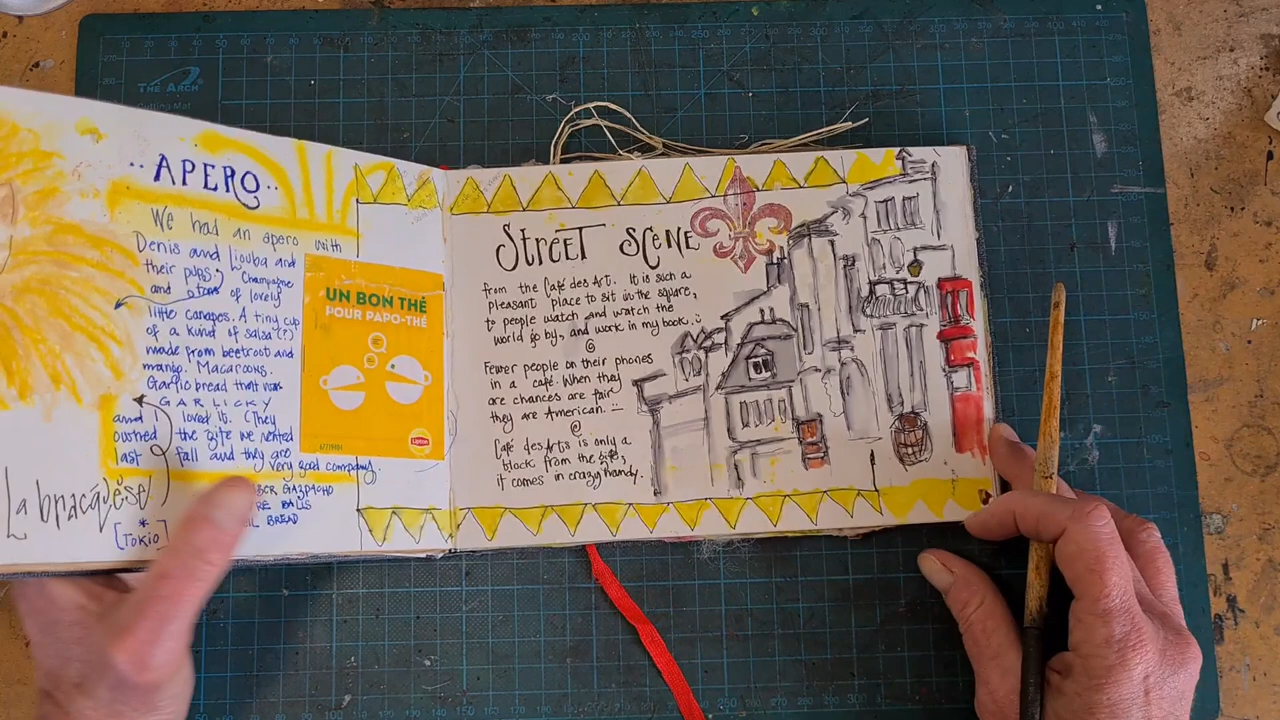 THE ARCH
Cutting Mat
..APERO..
We had an apero with
Denis and Liouba and
their pups. Champagne
and of lovely
little canapes. A tiny cup
of a kind of salsa (?)
made from beetroot and
mango. Macaroons.
Garlic bread that was
GARLICKY
and loved it. (They
owned the gite we rented
last fall and they are
very good company.
GAZPACHO
BALLS
BREAD
La
[TOKIO]
UN BON THÉ
POUR PAPO-THÉ
Lipton
STREET SCENE
from the Café des Art. It is such a
pleasant place to sit in the square,
to people watch and watch the
world go by, and work in my book.
Fewer people on their phones
in a café. When they
are chances are fair
they are American.
Café des Arts is only a
block from the gite,
it comes in crazy handy.